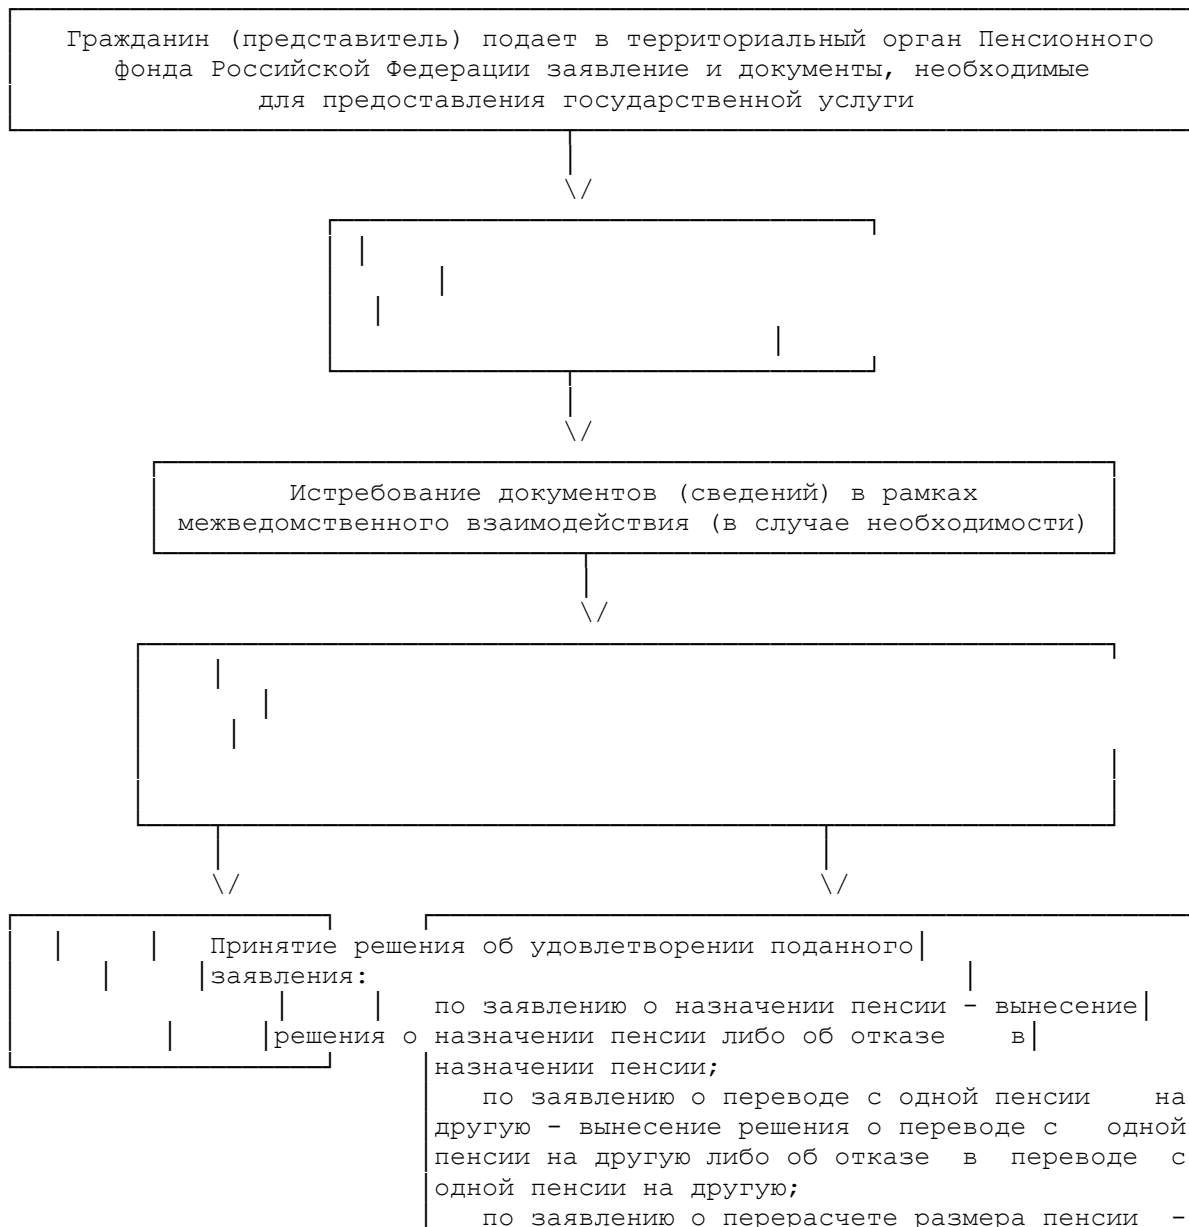 Гражданин (представитель) подает в территориальный орган Пенсионного
фонда Российской Федерации заявление и документы, необходимые
для предоставления государственной услуги
Истребование документов (сведений) в рамках
межведомственного взаимодействия (в случае необходимости)
Принятие решения об удовлетворении поданного
заявления:
по заявлению о назначении пенсии - вынесение
решения о назначении пенсии либо об отказе в
назначении пенсии;
по заявлению о переводе с одной пенсии на
другую - вынесение решения о переводе с одной
пенсии на другую либо об отказе в переводе с
одной пенсии на другую;
по заявлению о перерасчете размера пенсии -